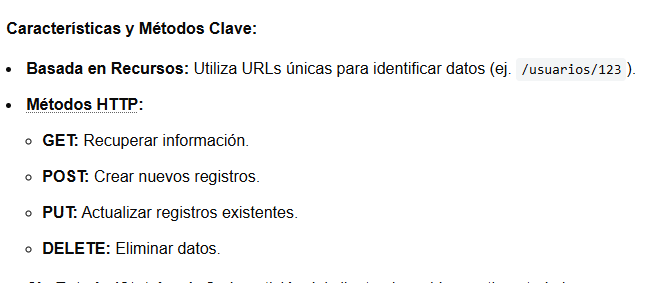 Características y Métodos Clave:
• Basada en Recursos: Utiliza URLs únicas para identificar datos (ej. /usuarios/123 ).
• Métodos HTTP:
◦ GET: Recuperar información.
◦ POST: Crear nuevos registros.
◦ PUT: Actualizar registros existentes.
◦ DELETE: Eliminar datos.